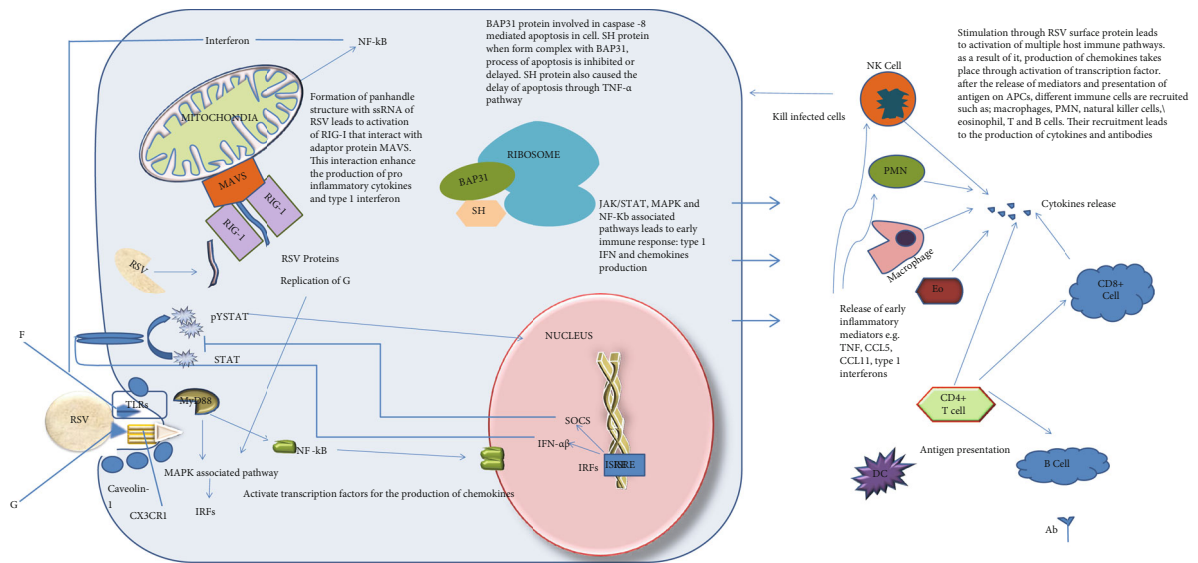 BAP31 protein involved in caspase -8
mediated apoptosis in cell. SH protein
when form complex with BAP31,
process of apoptosis is inhibited or
delayed. SH protein also caused the
delay of apoptosis through TNF-α
pathway
Interferon
NF-kb
MITOCHONDIA
MAVS
RIG-1
RIG-1
Formation of panhandle
structure with ssRNA of
RSV leads to activation
of RIG-I that interact with
adaptor protein MAVS.
This interaction enhance
the production of pro
inflammatory cytokines
and type 1 interferon
RIBOSOME
BAP31
SH
JAK/STAT, MAPK and
NF-Kb associated
pathways leads to early
immune response: type 1
IFN and chemokines
production
RSV
RSV Proteins
Replication of G
pYSTAT
STAT
F
RSV
TLRs
MyD88
NF-kB
MAPK associated pathway
IRFs
Caveolin-
1
CX3CR1
G
Activate transcription factors for the production of chemokines
NUCLEUS
SOCS
IFN-αβ
IRFs
Stimulation through RSV surface protein leads
to activation of multiple host immune pathways.
as a result of it, production of chemokines takes
place through activation of transcription factor.
after the release of mediators and presentation of
antigen on APCs, different immune cells are recruited
such as; macrophages, PMN, natural killer cells,\
eosinophil, T and B cells. Their recruitment leads
to the production of cytokines and antibodies
NK Cell
Kill infected cells
PMN
Macrophage
Eo
Cytokines release
CD8+
Cell
Release of early
inflammatory
mediators e.g.
TNF, CCL5,
CCL11, type 1
interferons
CD4+
T cell
Antigen presentation
DC
B Cell
Ab